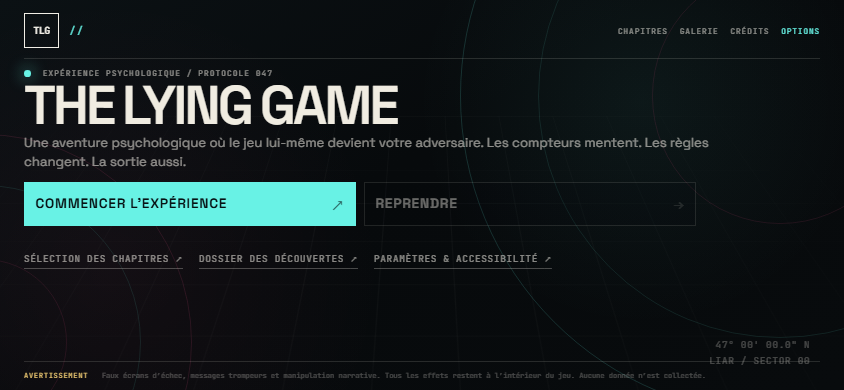 TLG //
CHAPITRES GALERIE CRÉDITS OPTIONS
EXPÉRIENCE PSYCHOLOGIQUE / PROTOCOLE 047
THE LYING GAME
Une aventure psychologique où le jeu lui-même devient votre adversaire. Les compteurs mentent. Les règles
changent. La sortie aussi.
COMMENCER L'EXPÉRIENCE ↗
REPRENDRE →
SÉLECTION DES CHAPITRES ↗ DOSSIER DES DÉCOUVERTES ↗ PARAMÈTRES & ACCESSIBILITÉ ↗
47° 00' 00.0" N
LIAR / SECTOR 00
AVERTISSEMENT Faux écrans d'échec, messages trompeurs et manipulation narrative. Tous les effets restent à l'intérieur du jeu. Aucune donnée n'est collectée.